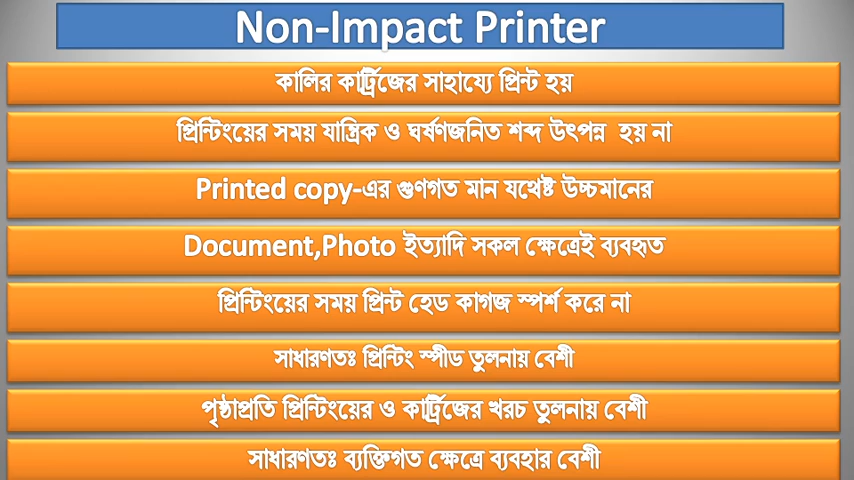 Non-Impact Printer
কালির কার্ট্রিজের সাহায্যে প্রিন্ট হয়
প্রিন্টিংয়ের সময় যান্ত্রিক ও ঘর্ষণজনিত শব্দ উৎপন্ন হয় না
Printed copy-এর গুণগত মান যথেষ্ট উচ্চমানের
Document,Photo ইত্যাদি সকল ক্ষেত্রেই ব্যবহৃত
প্রিন্টিংয়ের সময় প্রিন্ট হেড কাগজ স্পর্শ করে না
সাধারণতঃ প্রিন্টিং স্পীড তুলনায় বেশী
পৃষ্ঠাপ্রতি প্রিন্টিংয়ের ও কার্ট্রিজের খরচ তুলনায় বেশী
সাধারণতঃ ব্যক্তিগত ক্ষেত্রে ব্যবহার বেশী